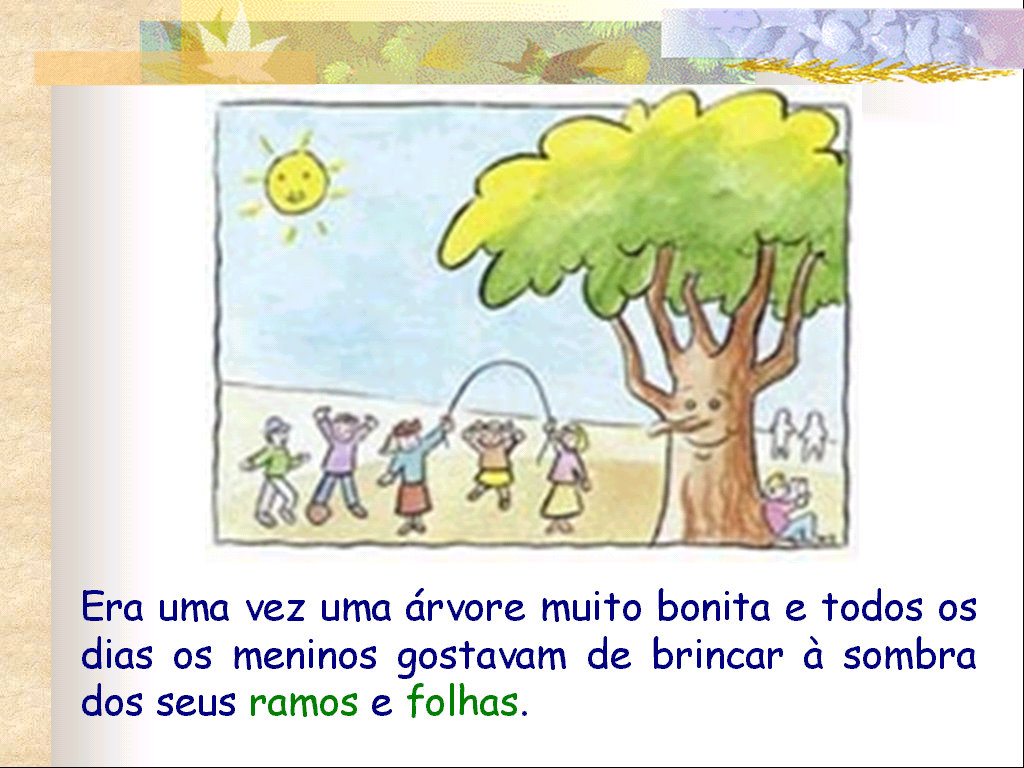 Era uma vez uma árvore muito bonita e todos os
dias os meninos gostavam de brincar à sombra
dos seus ramos e folhas.